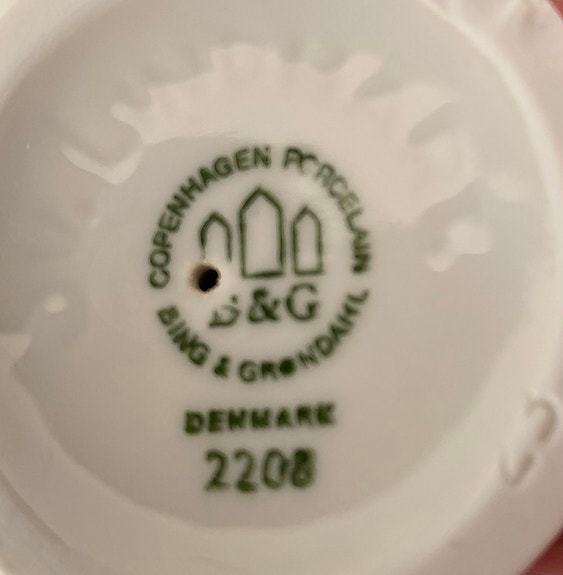 COPENHAGEN PORCELAIN
B&G
BING & GRØNDAHL
DENMARK
2208